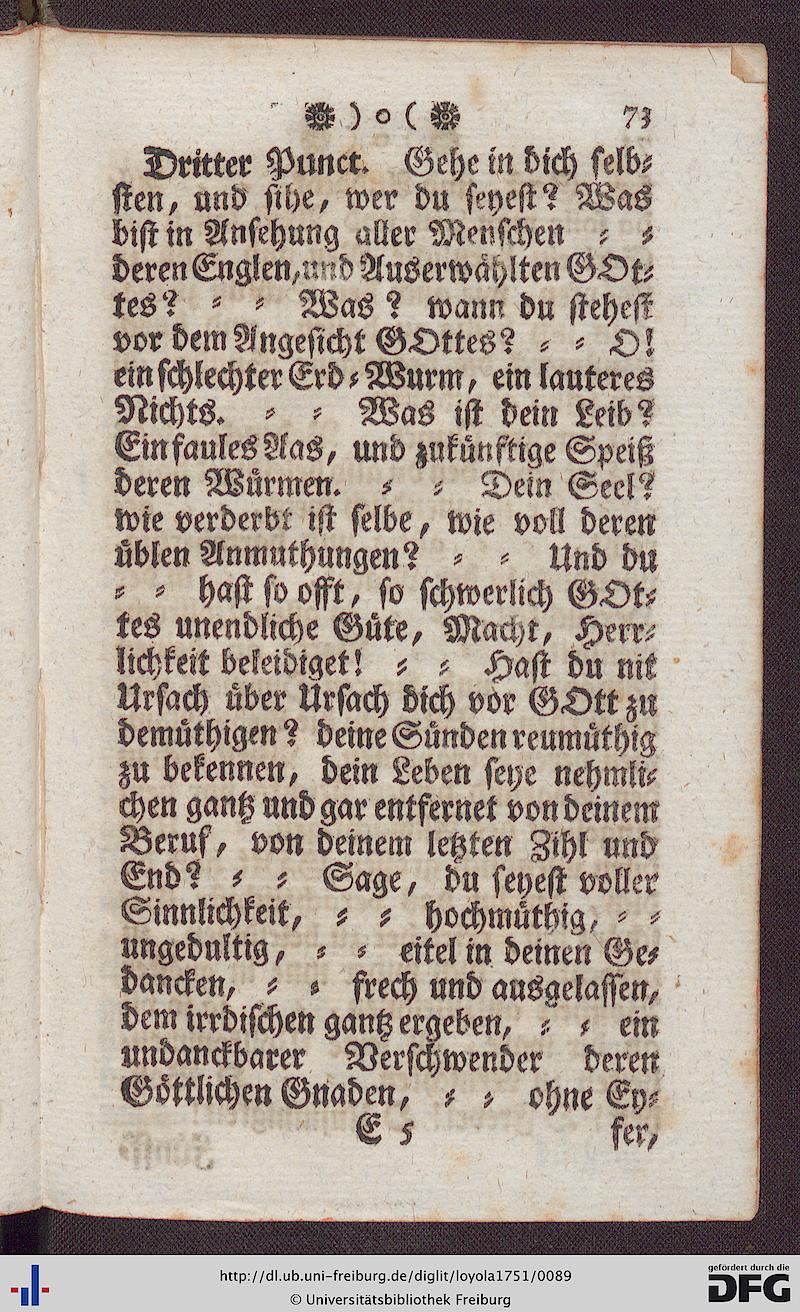 ) o ( 73
Dritter Punct. Gehe in dich selb⸗
sten, und sihe, wer du seyest? Was
bist in Ansehung aller Menschen ⸗ ⸗
deren Englen, und Auserwählten GOt⸗
tes? ⸗ ⸗ Was? wann du stehest
vor dem Angesicht GOttes? ⸗ ⸗ O!
ein schlechter Erd⸗Wurm, ein lauteres
Nichts. ⸗ ⸗ Was ist dein Leib?
Ein faules Aas, und zukünftige Speiß
deren Würmen. ⸗ ⸗ Dein Seel?
wie verderbt ist selbe, wie voll deren
üblen Anmuthungen? ⸗ ⸗ Und du
⸗ ⸗ hast so offt, so schwerlich GOt⸗
tes unendliche Güte, Macht, Herr⸗
lichkeit beleidiget! ⸗ ⸗ Hast du nit
Ursach über Ursach dich vor GOtt zu
demüthigen? deine Sünden reumüthig
zu bekennen, dein Leben seye nehmli⸗
chen gantz und gar entfernet von deinem
Beruf, von deinem letzten Zihl und
End? ⸗ ⸗ Sage, du seyest voller
Sinnlichkeit, ⸗ ⸗ hochmüthig, ⸗ ⸗
ungedultig, ⸗ ⸗ eitel in deinen Ge⸗
dancken, ⸗ ⸗ frech und ausgelassen,
dem irrdischen gantz ergeben, ⸗ ⸗ ein
undanckbarer Verschwender deren
Göttlichen Gnaden, ⸗ ⸗ ohne Ey⸗
E 5 fer,
http://dl.ub.uni-freiburg.de/diglit/loyola1751/0089
© Universitätsbibliothek Freiburg
gefördert durch die
DFG